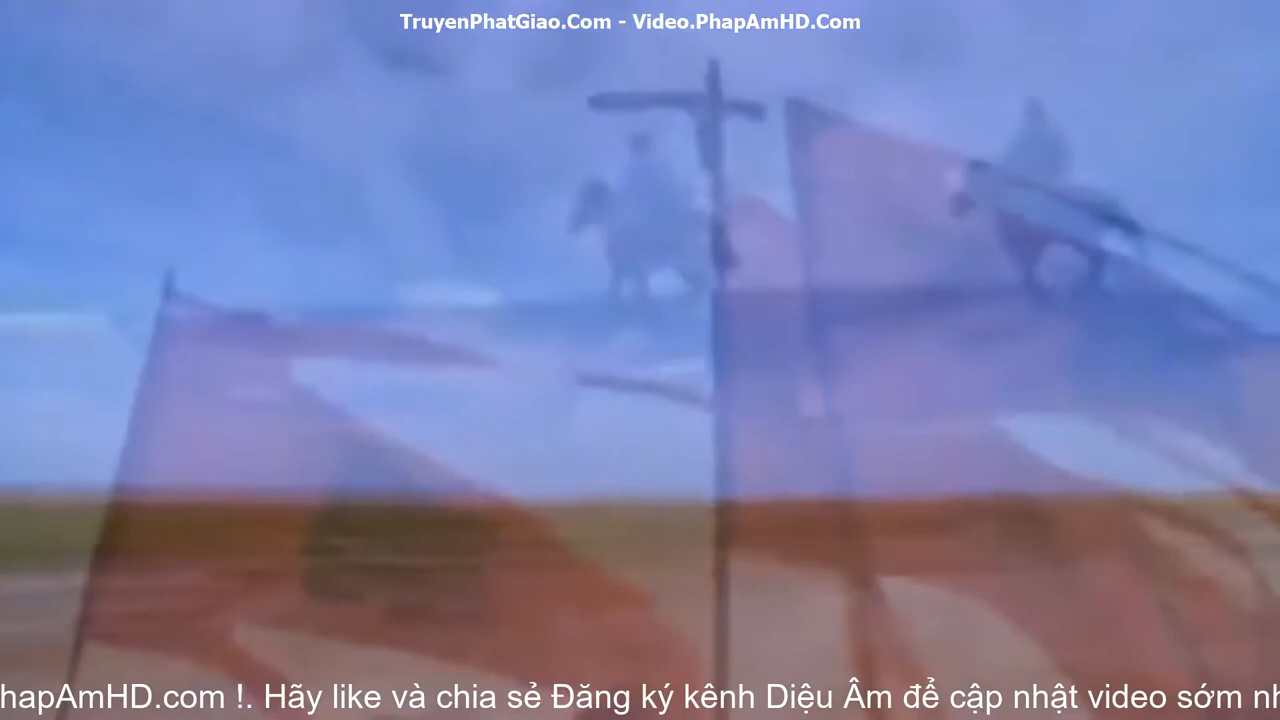 TruyenPhatGiao.Com - Video.PhapAmHD.Com
hapAmHD.com !. Hãy like và chia sẻ Đăng ký kênh Diệu Âm để cập nhật video sớm nh